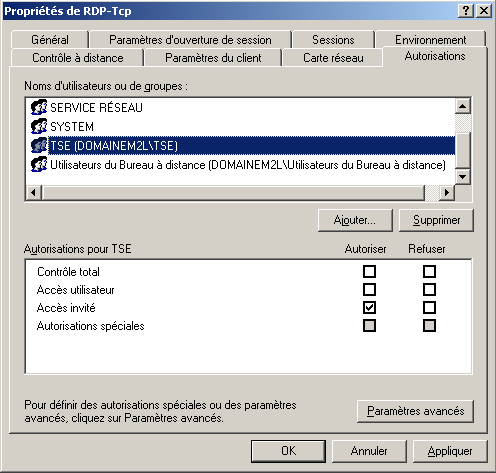 Propriétés de RDP-Tcp
Général Paramètres d'ouverture de session Sessions Environnement
Contrôle à distance Paramètres du client Carte réseau Autorisations
Noms d'utilisateurs ou de groupes :
SERVICE RÉSEAU
SYSTEM
TSE (DOMAINEM2L\TSE)
Utilisateurs du Bureau à distance (DOMAINEM2L\Utilisateurs du Bureau à distance)
Ajouter... Supprimer
Autorisations pour TSE Autoriser Refuser
Contrôle total
Accès utilisateur
Accès invité
Autorisations spéciales
Pour définir des autorisations spéciales ou des paramètres
avancés, cliquez sur Paramètres avancés.
Paramètres avancés
OK Annuler Appliquer